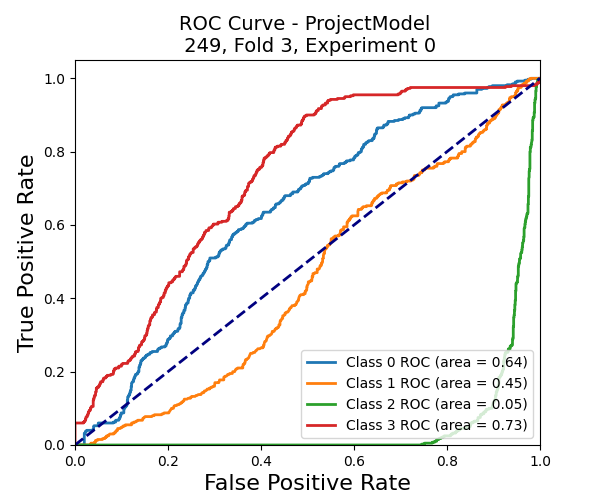 ROC Curve - ProjectModel
249, Fold 3, Experiment 0
True Positive Rate
1.0
0.8
0.6
0.4
0.2
0.0
Class 0 ROC (area = 0.64)
Class 1 ROC (area = 0.45)
Class 2 ROC (area = 0.05)
Class 3 ROC (area = 0.73)
0.0 0.2 0.4 0.6 0.8 1.0
False Positive Rate